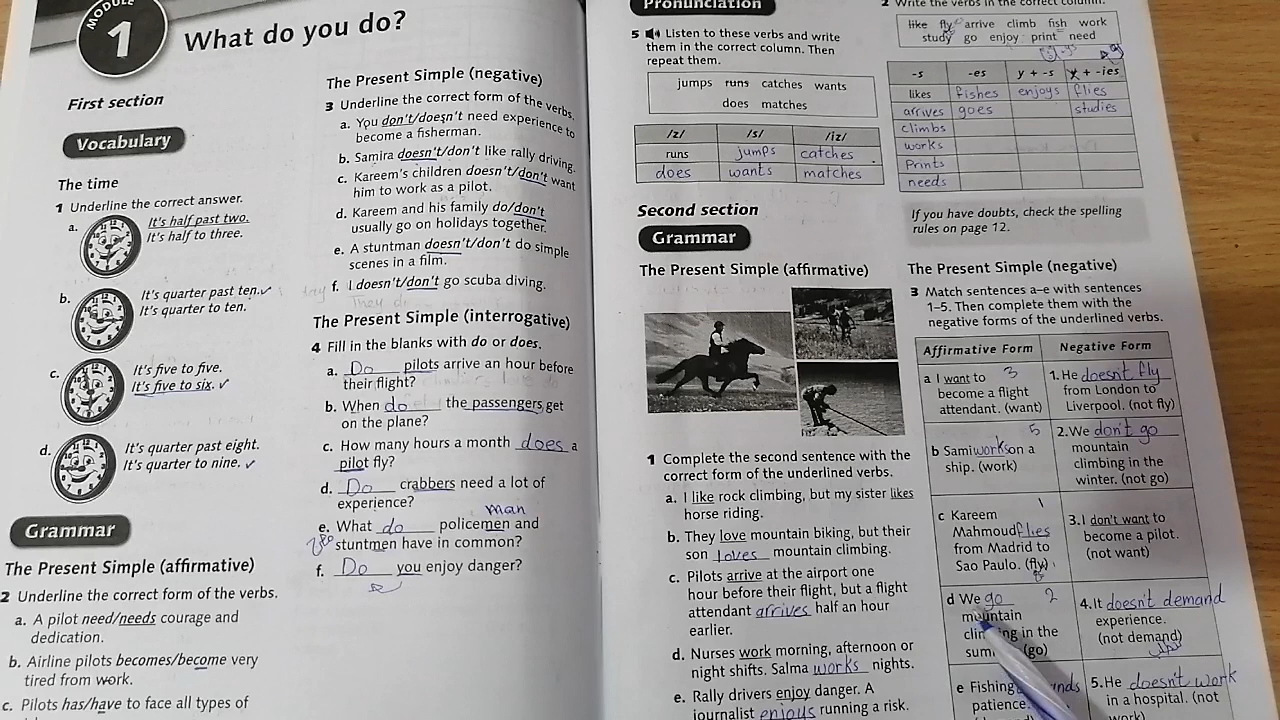 MODULE
1
What do you do?
First section
Vocabulary
The time
1 Underline the correct answer.
a. It's half past two.
It's half to three.
b. It's quarter past ten. ✓
It's quarter to ten.
c. It's five to five.
It's five to six. ✓
d. It's quarter past eight.
It's quarter to nine. ✓
Grammar
The Present Simple (affirmative)
2 Underline the correct form of the verbs.
a. A pilot need/needs courage and
dedication.
b. Airline pilots becomes/become very
tired from work.
c. Pilots has/have to face all types of
The Present Simple (negative)
3 Underline the correct form of the verbs.
a. You don't/doesn't need experience to
become a fisherman.
b. Samira doesn't/don't like rally driving.
c. Kareem's children doesn't/don't want
him to work as a pilot.
d. Kareem and his family do/don't
usually go on holidays together.
e. A stuntman doesn't/don't do simple
scenes in a film.
f. I doesn't/don't go scuba diving.
The Present Simple (interrogative)
4 Fill in the blanks with do or does.
a. Do pilots arrive an hour before
their flight?
b. When do the passengers get
on the plane?
c. How many hours a month does a
pilot fly?
d. Do crabbers need a lot of
experience?
man
e. What do policemen and
stuntmen have in common?
f. Do you enjoy danger?
Pronunciation
5 Listen to these verbs and write
them in the correct column. Then
repeat them.
jumps runs catches wants
does matches
/z/ /s/ /iz/
runs jumps catches
does wants matches
Second section
Grammar
The Present Simple (affirmative)
1 Complete the second sentence with the
correct form of the underlined verbs.
a. I like rock climbing, but my sister likes
horse riding.
b. They love mountain biking, but their
son loves mountain climbing.
c. Pilots arrive at the airport one
hour before their flight, but a flight
attendant arrives half an hour
earlier.
d. Nurses work morning, afternoon or
night shifts. Salma works nights.
e. Rally drivers enjoy danger. A
journalist enjoys running a risk.
2 Write the verbs in the correct column.
like fly arrive climb fish work
study go enjoy print need
-s -es y + -s y + -ies
likes fishes enjoys flies
arrives goes studies
climbs
works
prints
needs
If you have doubts, check the spelling
rules on page 12.
The Present Simple (negative)
3 Match sentences a–e with sentences
1–5. Then complete them with the
negative forms of the underlined verbs.
Affirmative Form Negative Form
a I want to 3
become a flight
attendant. (want)
1. He doesn't fly
from London to
Liverpool. (not fly)
5
b Sami works on a
ship. (work)
2. We don't go
mountain
climbing in the
winter. (not go)
1
c Kareem
Mahmoud flies
from Madrid to
Sao Paulo. (fly)
3. I don't want to
become a pilot.
(not want)
d We go 2
mountain
climbing in the
(go)
4. It doesn't demand
experience.
(not demand)
e Fishing
patience.
5. He doesn't work
in a hospital. (not
work)